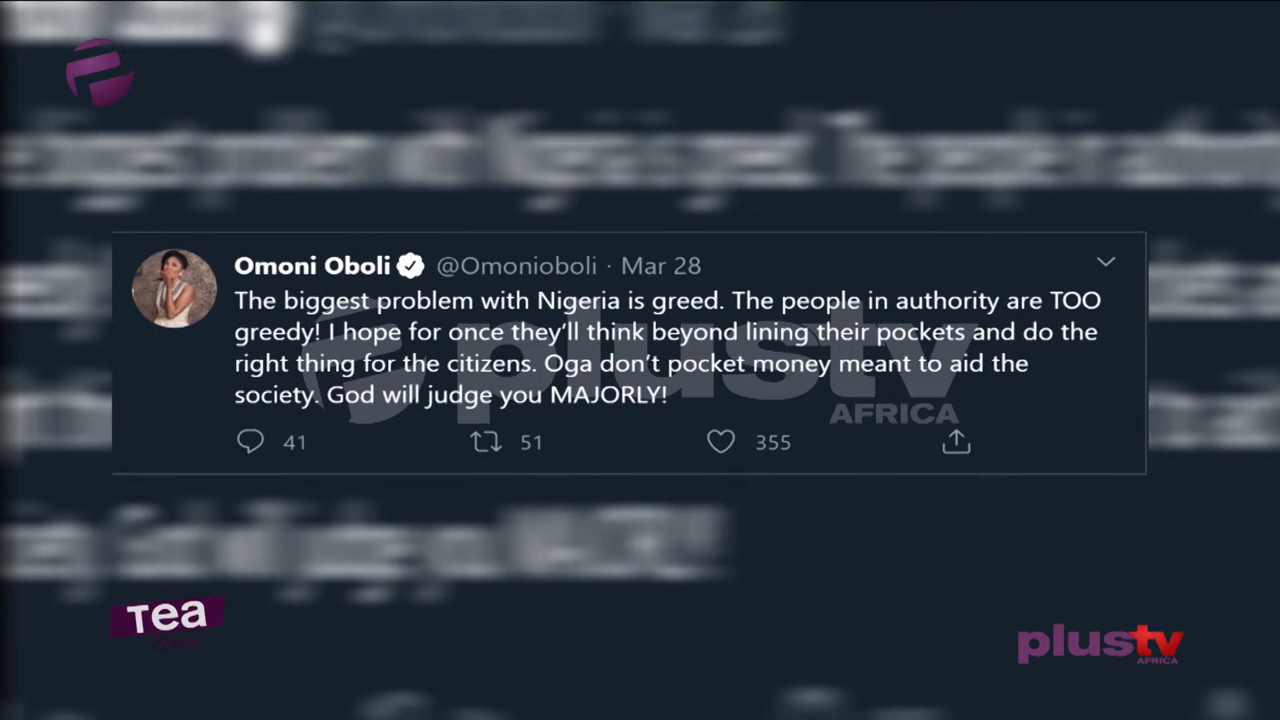 Omoni Oboli @Omonioboli · Mar 28
The biggest problem with Nigeria is greed. The people in authority are TOO
greedy! I hope for once they'll think beyond lining their pockets and do the
right thing for the citizens. Oga don't pocket money meant to aid the
society. God will judge you MAJORLY!
plustv
AFRICA
41 51 355
Tea
plustv
AFRICA